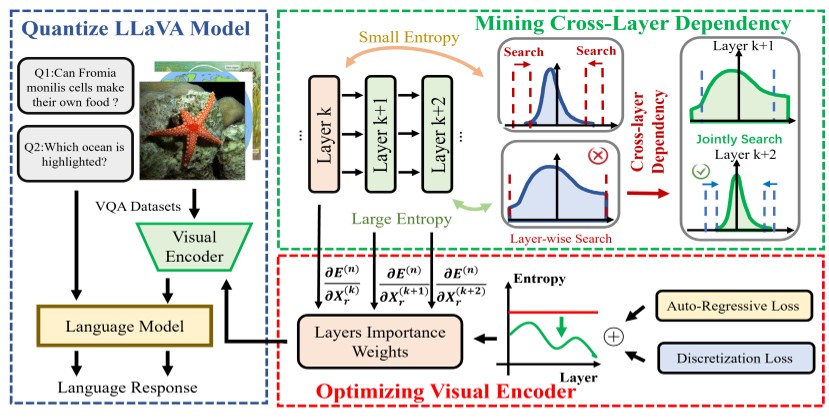 Quantize LLaVA Model
Q1:Can Fromia
monilis cells make
their own food ?
Q2:Which ocean is
highlighted?
VQA Datasets
Visual
Encoder
Language Model
Language Response
Mining Cross-Layer Dependency
Small Entropy
...
Layer k
Layer k+1
Layer k+2
...
Large Entropy
Search
Search
Layer-wise Search
Cross-layer
Dependency
Layer k+1
Jointly Search
Layer k+2
∂E^(n)
∂X_r^(k)
∂E^(n)
∂X_r^(k+1)
∂E^(n)
∂X_r^(k+2)
Layers Importance
Weights
Entropy
Layer
+
Auto-Regressive Loss
Discretization Loss
Optimizing Visual Encoder